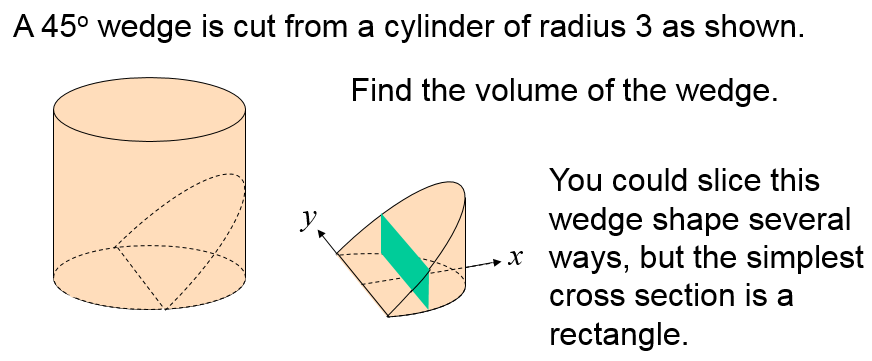 A 45° wedge is cut from a cylinder of radius 3 as shown.
Find the volume of the wedge.
You could slice this
wedge shape several
ways, but the simplest
cross section is a
rectangle.
y
x